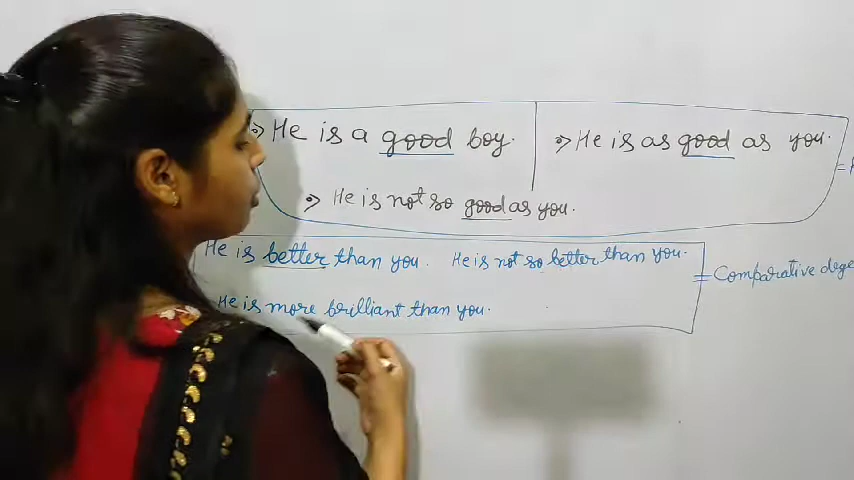 He is a good boy.
⇒ He is as good as you.
⇒ He is not so good as you.
He is better than you. He is not so better than you.
= Comparative dege
He is more brilliant than you.